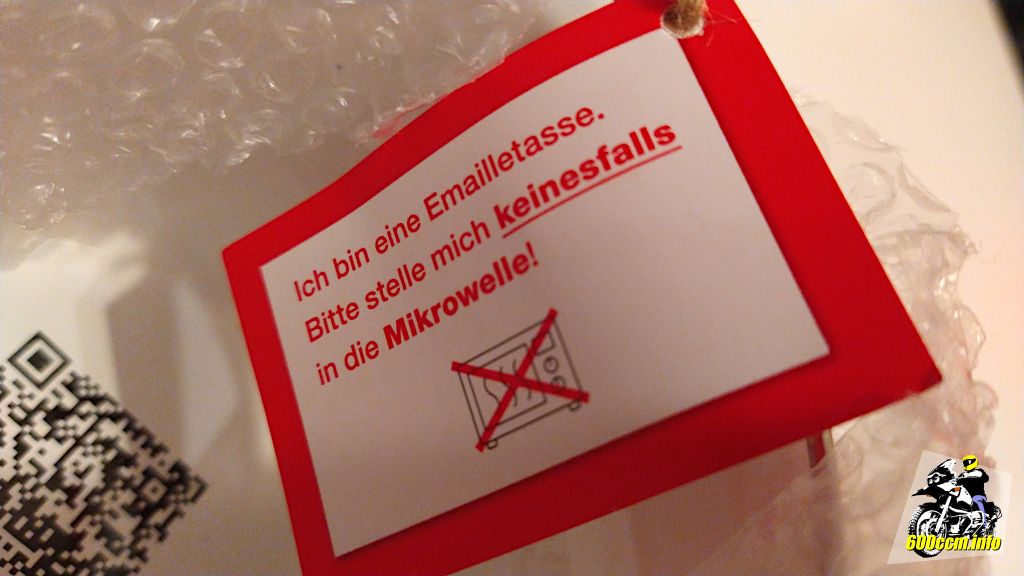 Ich bin eine Emailletasse.
Bitte stelle mich keinesfalls
in die Mikrowelle!
600ccm.info